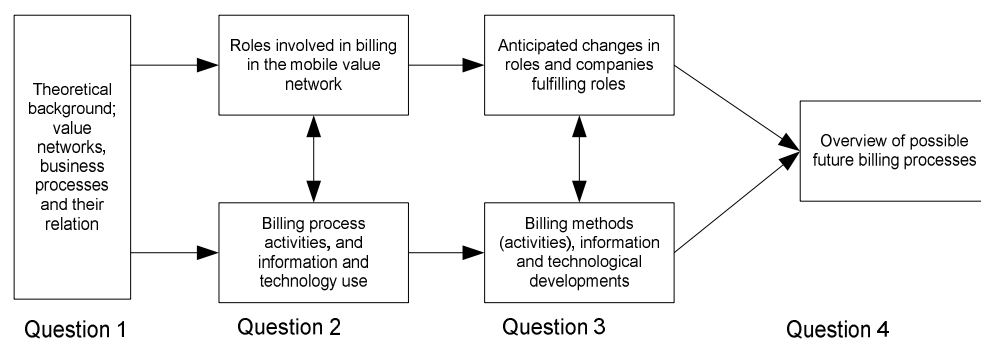 Theoretical
background;
value
networks,
business
processes
and their
relation
Roles involved in billing
in the mobile value
network
Billing process
activities, and
information and
technology use
Anticipated changes in
roles and companies
fulfilling roles
Billing methods
(activities), information
and technological
developments
Overview of possible
future billing processes
Question 1
Question 2
Question 3
Question 4